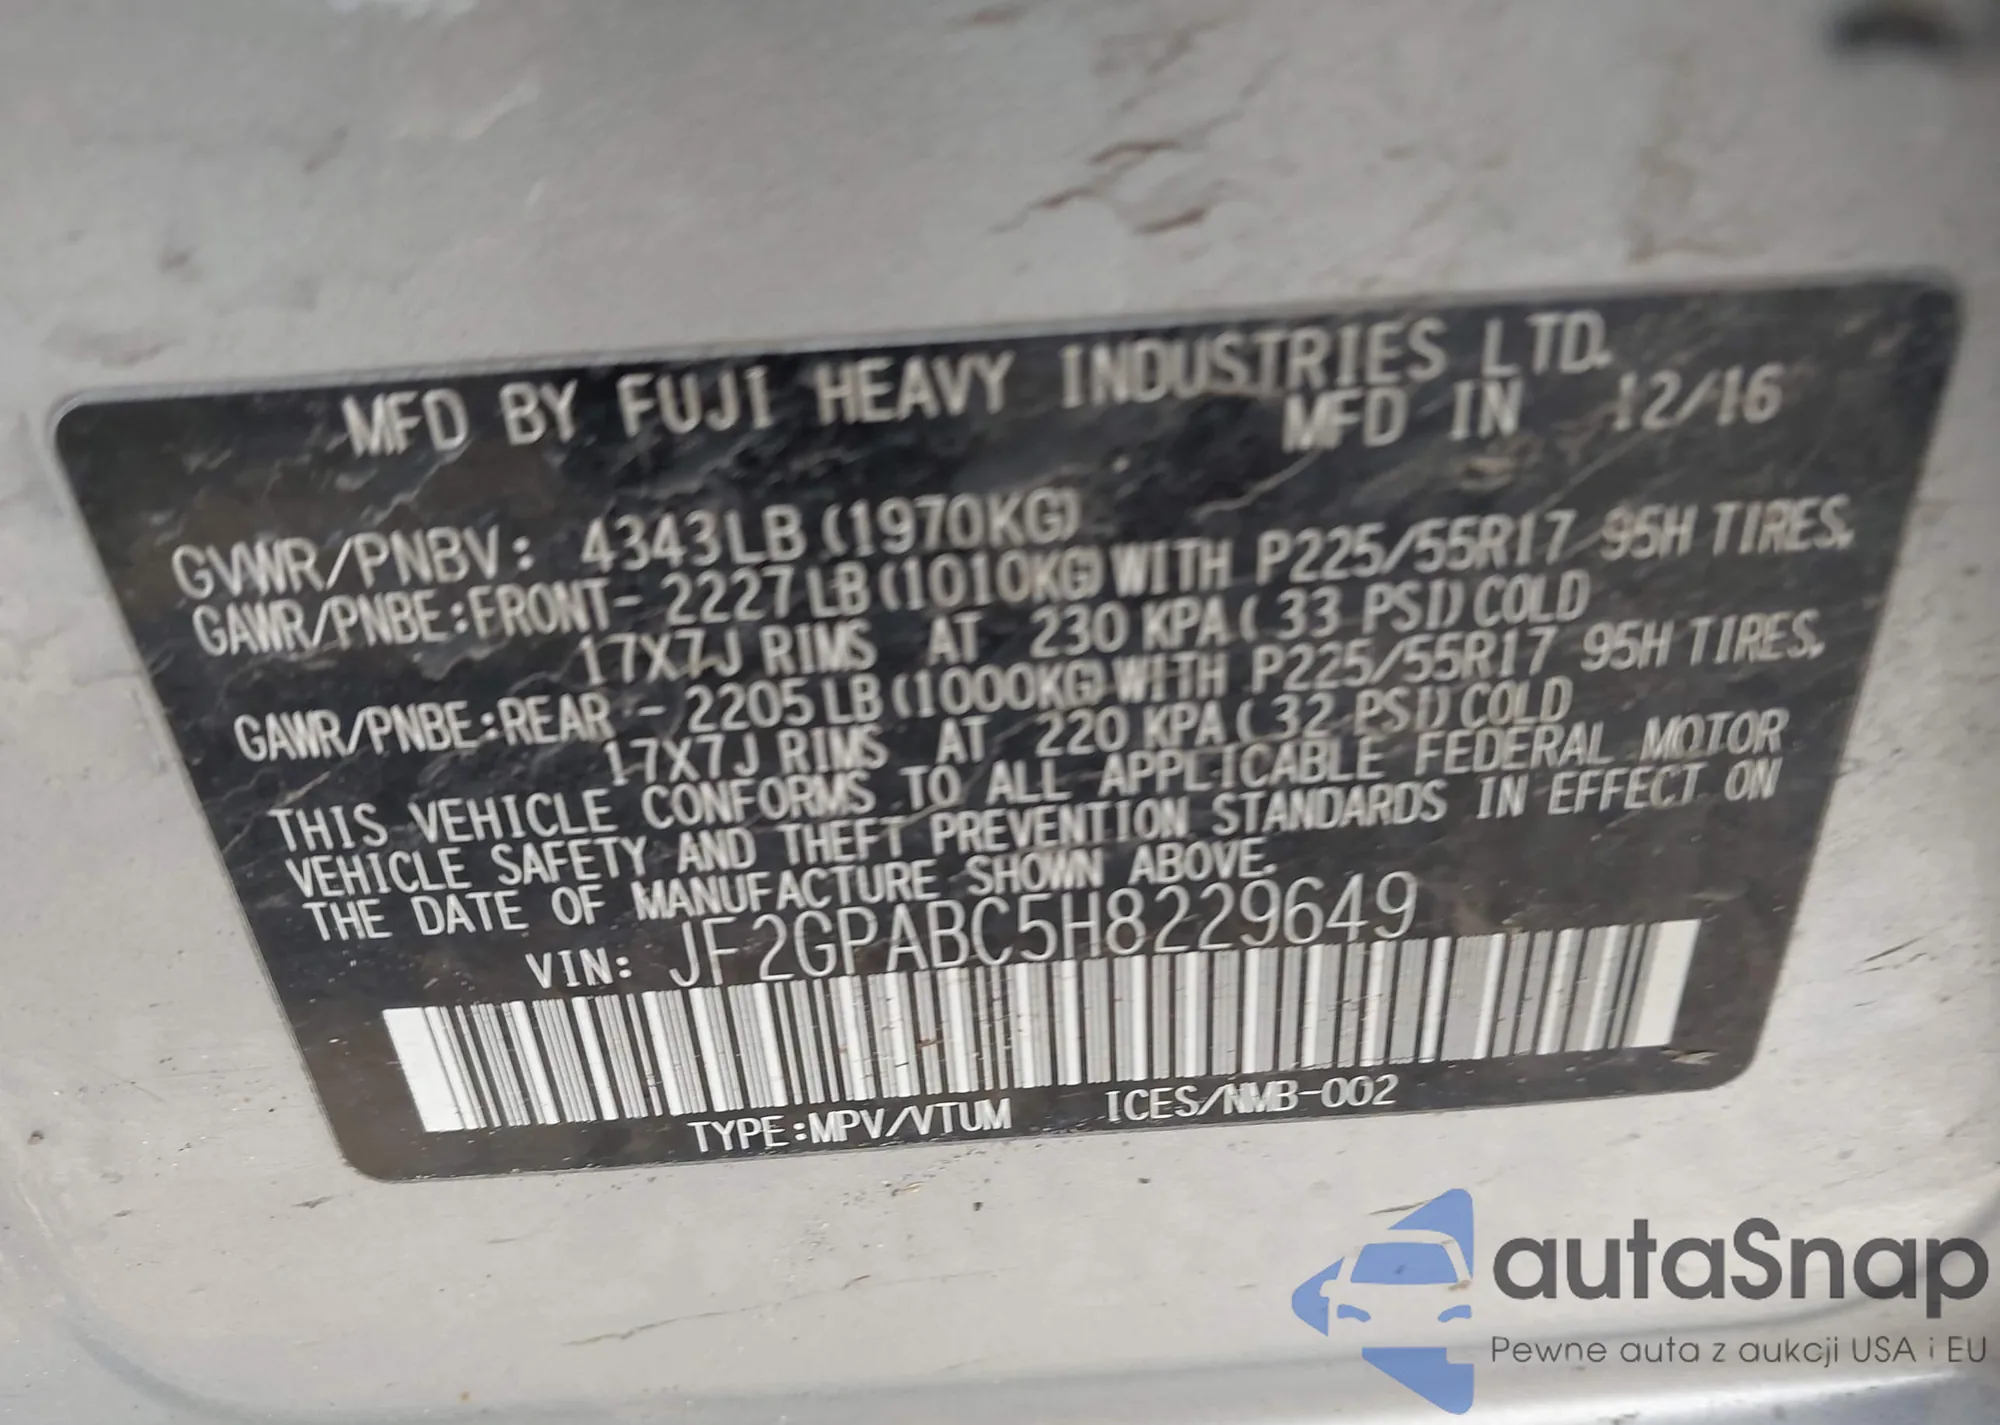 MFD BY FUJI HEAVY INDUSTRIES LTD.
MFD IN 12/16
GVWR/PNBV: 4343LB(1970KG)
GAWR/PNBE:FRONT- 2227LB(1010KG)WITH P225/55R17 95H TIRES,
17X7J RIMS AT 230 KPA( 33 PSI)COLD
GAWR/PNBE:REAR - 2205LB(1000KG)WITH P225/55R17 95H TIRES,
17X7J RIMS AT 220 KPA( 32 PSI)COLD
THIS VEHICLE CONFORMS TO ALL APPLICABLE FEDERAL MOTOR
VEHICLE SAFETY AND THEFT PREVENTION STANDARDS IN EFFECT ON
THE DATE OF MANUFACTURE SHOWN ABOVE.
VIN: JF2GPABC5H8229649
TYPE:MPV/VTUM ICES/NMB-002
autaSnap
Pewne auta z aukcji USA i EU